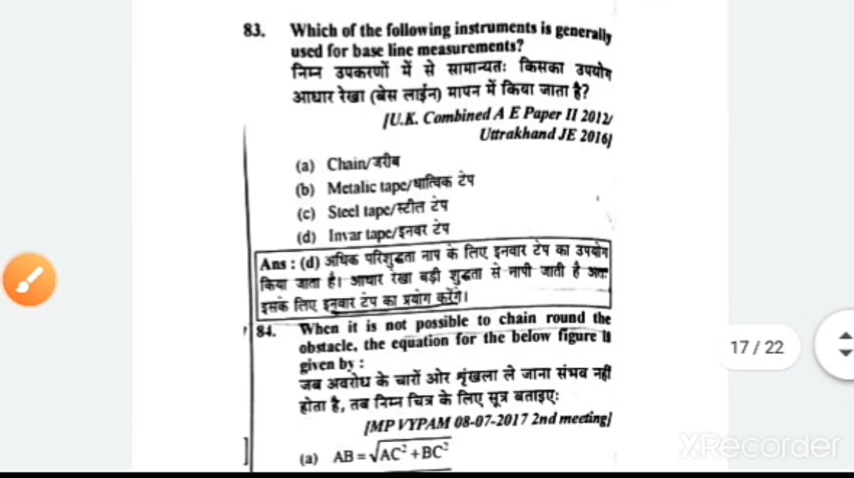 83. Which of the following instruments is generally
used for base line measurements?
निम्न उपकरणों में से सामान्यतः किसका उपयोग
आधार रेखा (बेस लाईन) मापन में किया जाता है?
[U.K. Combined A E Paper II 2012/
Uttrakhand JE 2016]
(a) Chain/जरीब
(b) Metalic tape/धात्विक टेप
(c) Steel tape/स्टील टेप
(d) Invar tape/इनवर टेप
Ans : (d) अधिक परिशुद्धता नाप के लिए इनवार टेप का उपयोग
किया जाता है। आधार रेखा बड़ी शुद्धता से नापी जाती है अतः
इसके लिए इनवार टेप का प्रयोग करेंगे।
84. When it is not possible to chain round the
obstacle, the equation for the below figure is
given by :
जब अवरोध के चारों ओर शृंखला ले जाना संभव नहीं
होता है, तब निम्न चित्र के लिए सूत्र बताइए:
[MP VYPAM 08-07-2017 2nd meeting]
(a) AB = √AC² + BC²
17 / 22
XRecorder